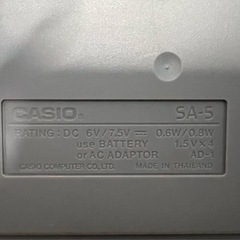 CASIO® SA-5
RATING: DC 6V/7.5V ⎓ 0.6W/0.8W
use BATTERY 1.5V×4
or AC ADAPTOR AD-1
CASIO COMPUTER CO., LTD. MADE IN THAILAND